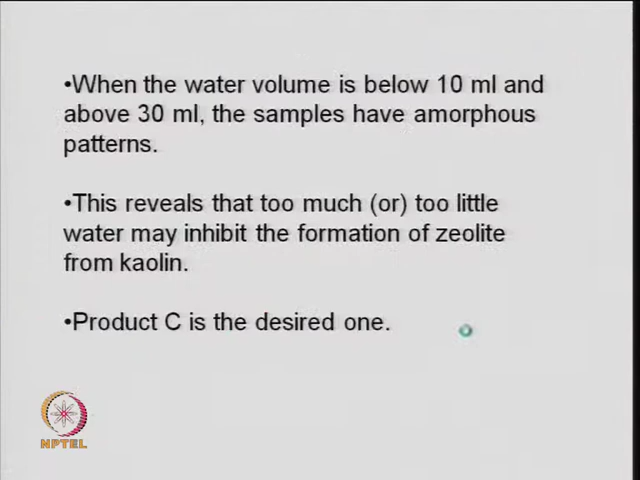 •When the water volume is below 10 ml and
above 30 ml, the samples have amorphous
patterns.
•This reveals that too much (or) too little
water may inhibit the formation of zeolite
from kaolin.
•Product C is the desired one.
NPTEL